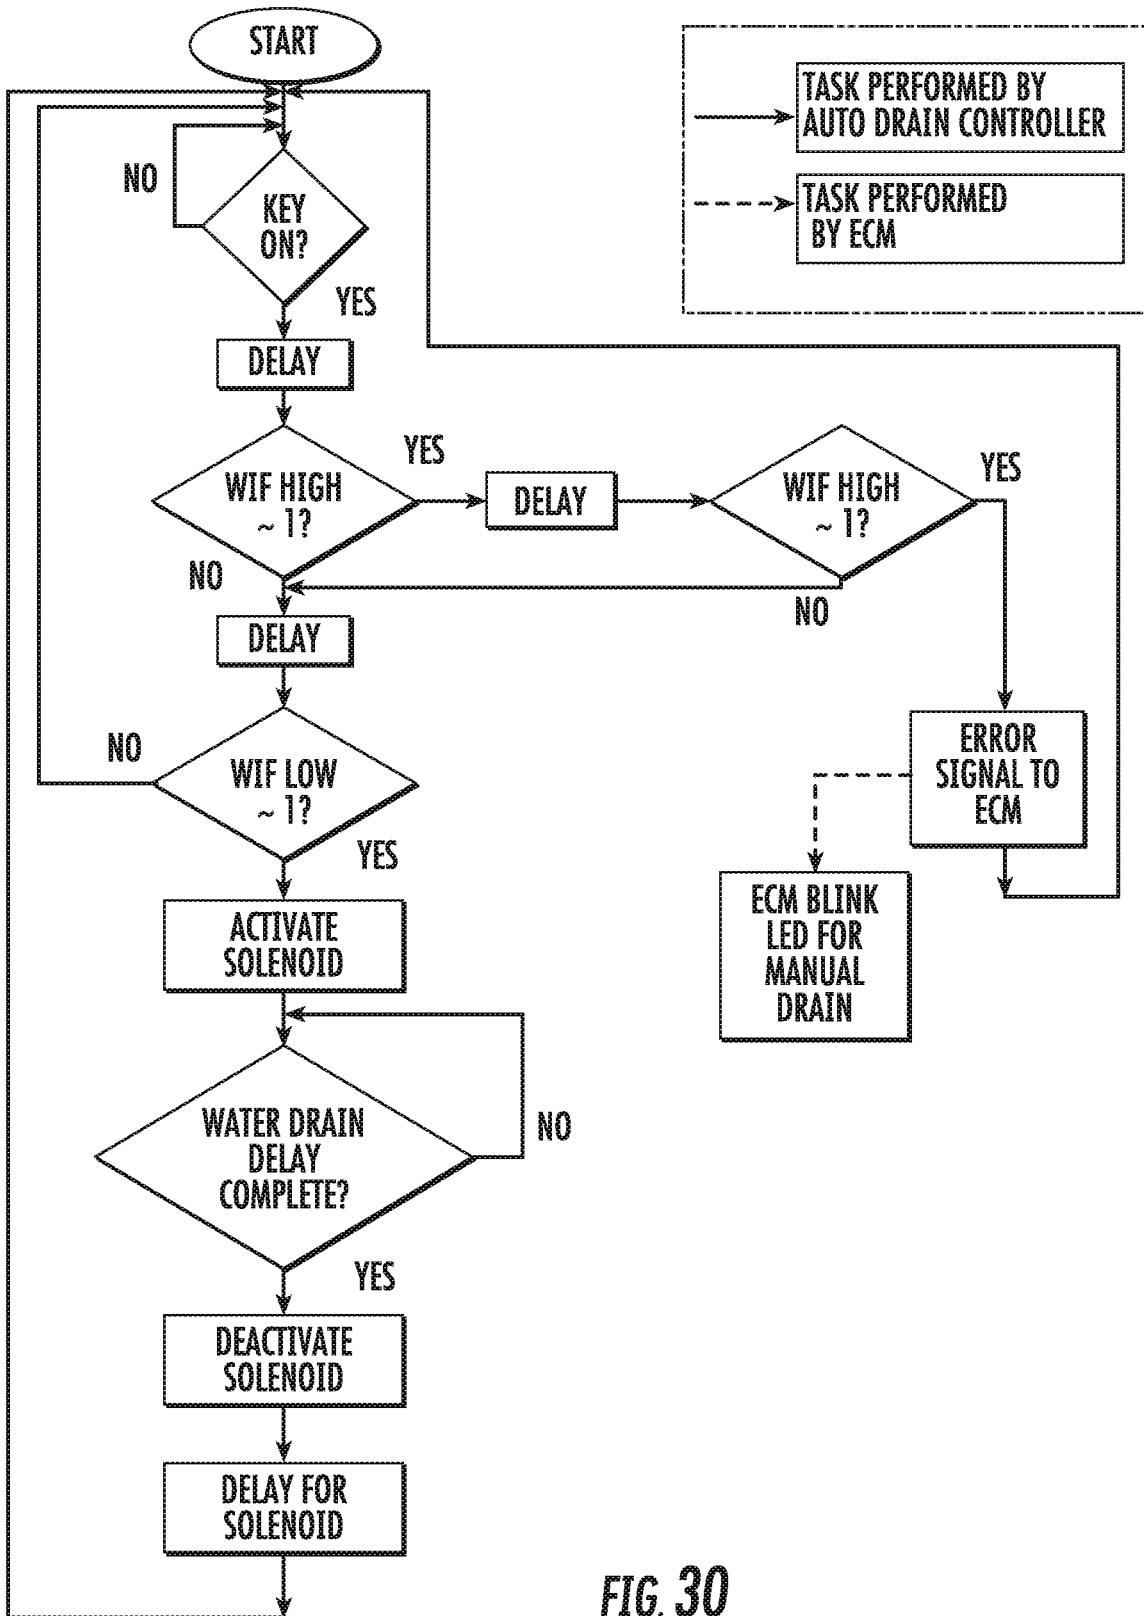 START
TASK PERFORMED BY
AUTO DRAIN CONTROLLER
TASK PERFORMED
BY ECM
NO
KEY
ON?
YES
DELAY
WIF HIGH
~ 1?
YES
DELAY
WIF HIGH
~ 1?
YES
NO
NO
DELAY
NO
WIF LOW
~ 1?
YES
ERROR
SIGNAL TO
ECM
ECM BLINK
LED FOR
MANUAL
DRAIN
ACTIVATE
SOLENOID
WATER DRAIN
DELAY
COMPLETE?
NO
YES
DEACTIVATE
SOLENOID
DELAY FOR
SOLENOID
FIG. 30